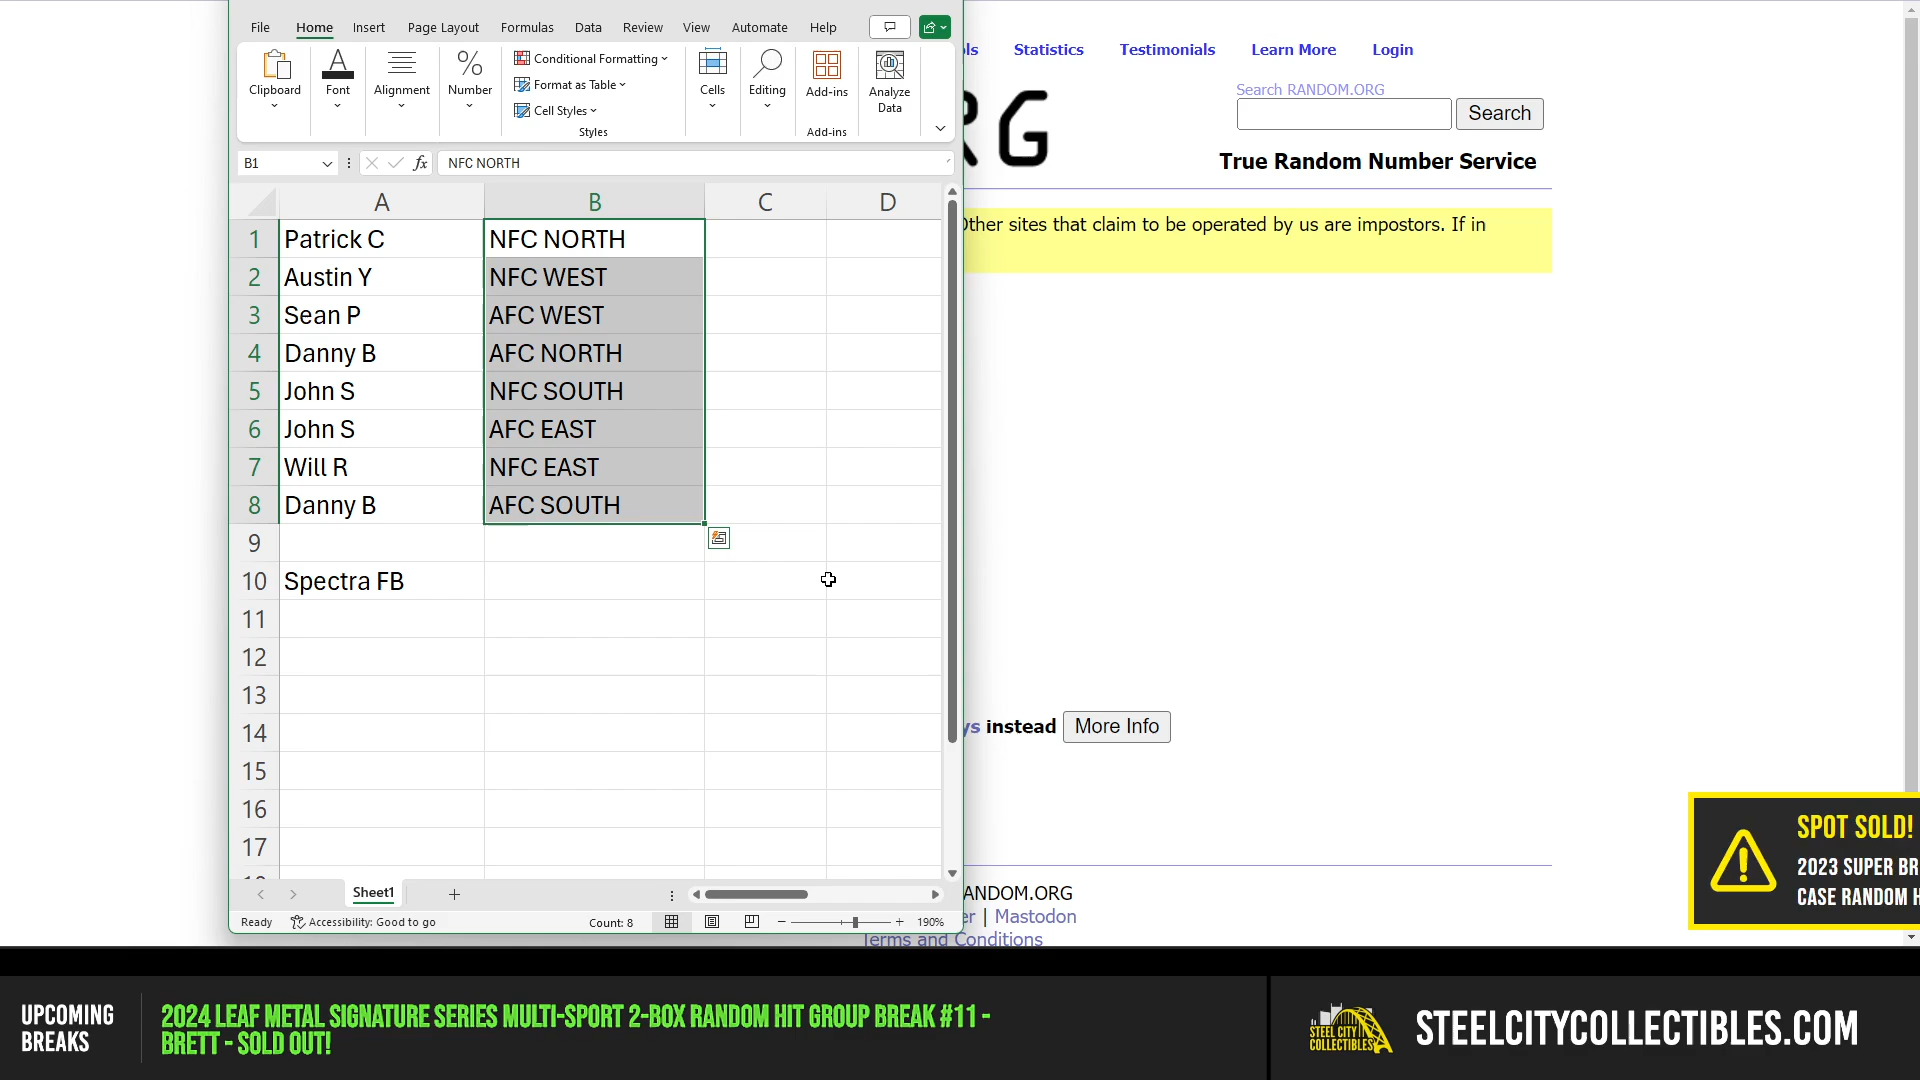 File Home Insert Page Layout Formulas Data Review View Automate Help
Clipboard
Font
Alignment
%
Number
Conditional Formatting
Format as Table
Cell Styles
Styles
Cells
Editing
Add-ins
Add-ins
Analyze
Data
B1
fx
NFC NORTH
A B C D
1 Patrick C NFC NORTH
2 Austin Y NFC WEST
3 Sean P AFC WEST
4 Danny B AFC NORTH
5 John S NFC SOUTH
6 John S AFC EAST
7 Will R NFC EAST
8 Danny B AFC SOUTH
9
10 Spectra FB
11
12
13
14
15
16
17
Sheet1
Ready Accessibility: Good to go Count: 8 190%
Statistics Testimonials Learn More Login
Search RANDOM.ORG
Search
RG
True Random Number Service
Other sites that claim to be operated by us are impostors. If in
instead More Info
ANDOM.ORG
| Mastodon
Terms and Conditions
SPOT SOLD!
2023 SUPER BR
CASE RANDOM H
UPCOMING
BREAKS
2024 LEAF METAL SIGNATURE SERIES MULTI-SPORT 2-BOX RANDOM HIT GROUP BREAK #11 -
BRETT - SOLD OUT!
STEEL CITY
COLLECTIBLES
STEELCITYCOLLECTIBLES.COM